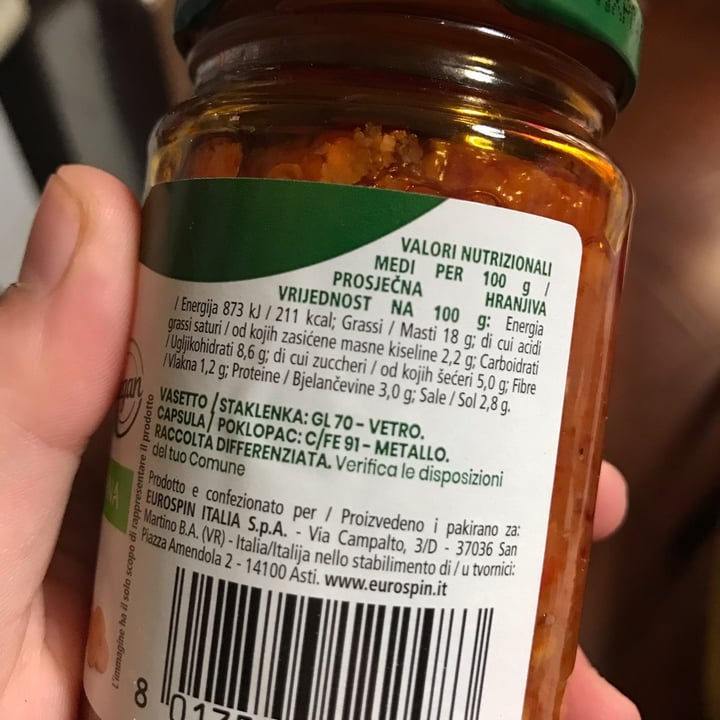 VALORI NUTRIZIONALI
MEDI PER 100 g /
PROSJEČNA HRANJIVA
VRIJEDNOST NA 100 g: Energia
/ Energija 873 kJ / 211 kcal; Grassi / Masti 18 g; di cui acidi
grassi saturi / od kojih zasićene masne kiseline 2,2 g; Carboidrati
/ Ugljikohidrati 8,6 g; di cui zuccheri / od kojih šećeri 5,0 g; Fibre
/ Vlakna 1,2 g; Proteine / Bjelančevine 3,0 g; Sale / Sol 2,8 g.
VASETTO / STAKLENKA: GL 70 - VETRO.
CAPSULA / POKLOPAC: C/FE 91 - METALLO.
RACCOLTA DIFFERENZIATA. Verifica le disposizioni
del tuo Comune
Prodotto e confezionato per / Proizvedeno i pakirano za:
EUROSPIN ITALIA S.p.A. - Via Campalto, 3/D - 37036 San
Martino B.A. (VR) - Italia/Italija nello stabilimento di / u tvornici:
Piazza Amendola 2 - 14100 Asti. www.eurospin.it
L'immagine ha il solo scopo di rappresentare il prodotto
8